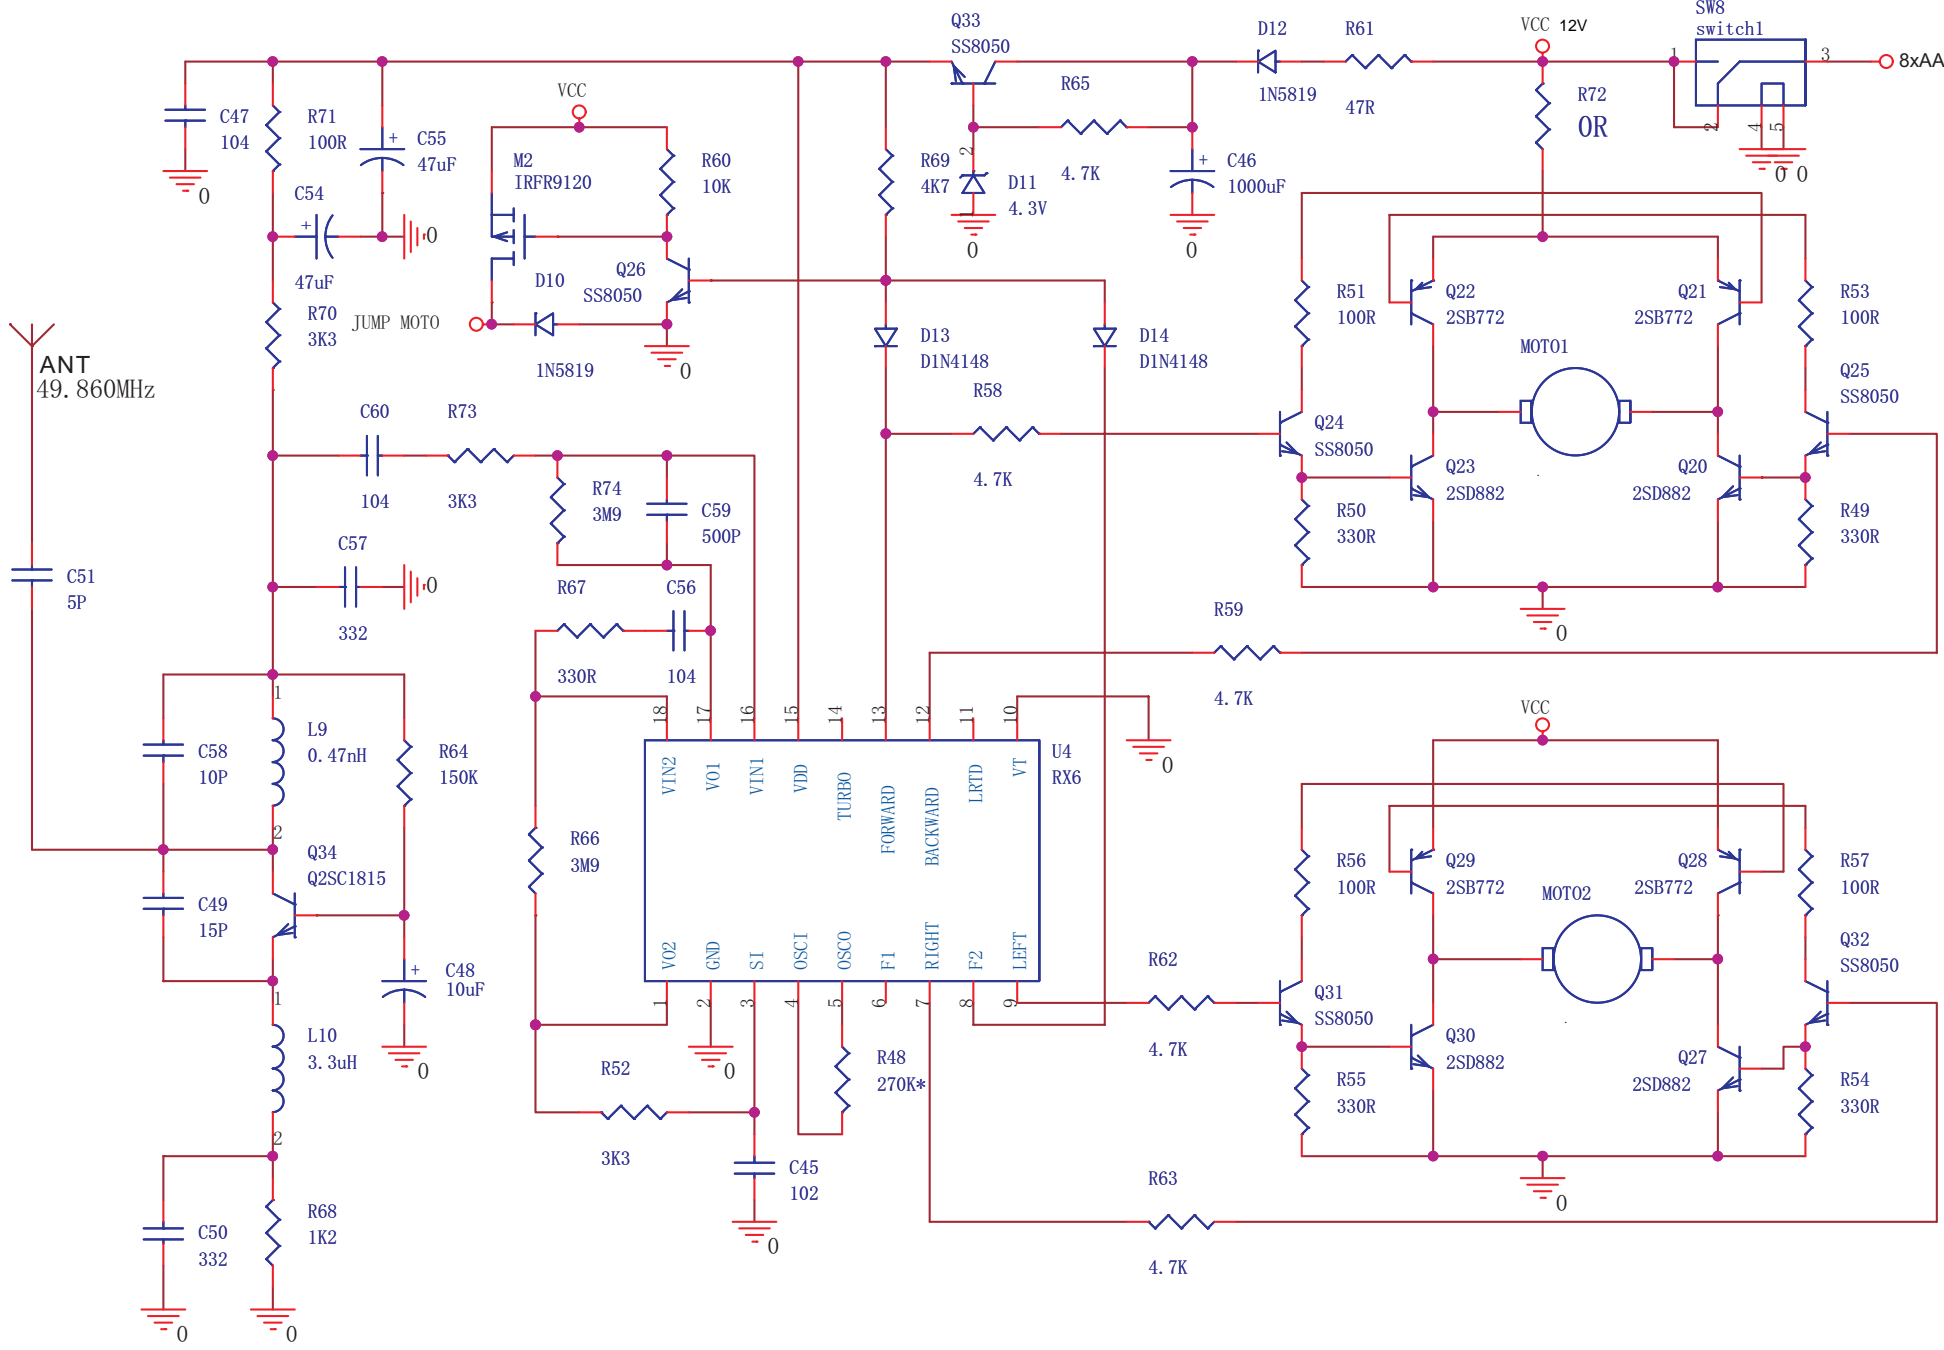 SW8
switch1
Q33
SS8050
D12
R61
VCC 12V
1
3
8xAA
R65
1N5819
47R
R72
0R
VCC
C47
104
R71
100R
+
C55
47uF
M2
IRFR9120
R60
10K
R69
4K7
2
D11
4.3V
1
4.7K
+
C46
1000uF
2
4
5
0
C54
+
47uF
0
0
0
0
0
Q26
SS8050
D10
JUMP MOTO
1N5819
0
R70
3K3
ANT
49.860MHz
D13
D1N4148
D14
D1N4148
R51
100R
Q22
2SB772
Q21
2SB772
R53
100R
MOTO1
Q25
SS8050
R58
4.7K
Q24
SS8050
Q23
2SD882
Q20
2SD882
R50
330R
R49
330R
0
C60
104
R73
3K3
R74
3M9
C59
500P
C57
332
0
C51
5P
R67
330R
C56
104
R59
4.7K
1
L9
0.47nH
2
C58
10P
R64
150K
18
17
16
15
14
13
12
11
10
VIN2
VO1
VIN1
VDD
TURBO
FORWARD
BACKWARD
LRTD
VT
U4
RX6
0
VCC
Q34
Q2SC1815
C49
15P
R66
3M9
R56
100R
Q29
2SB772
Q28
2SB772
R57
100R
MOTO2
Q32
SS8050
VO2
GND
SI
OSCI
OSCO
F1
RIGHT
F2
LEFT
1
2
3
4
5
6
7
8
9
+
C48
10uF
0
1
L10
3.3uH
2
0
R48
270K*
R62
4.7K
Q31
SS8050
Q30
2SD882
Q27
2SD882
R55
330R
R54
330R
0
R52
3K3
C45
102
0
R63
4.7K
C50
332
0
R68
1K2
0